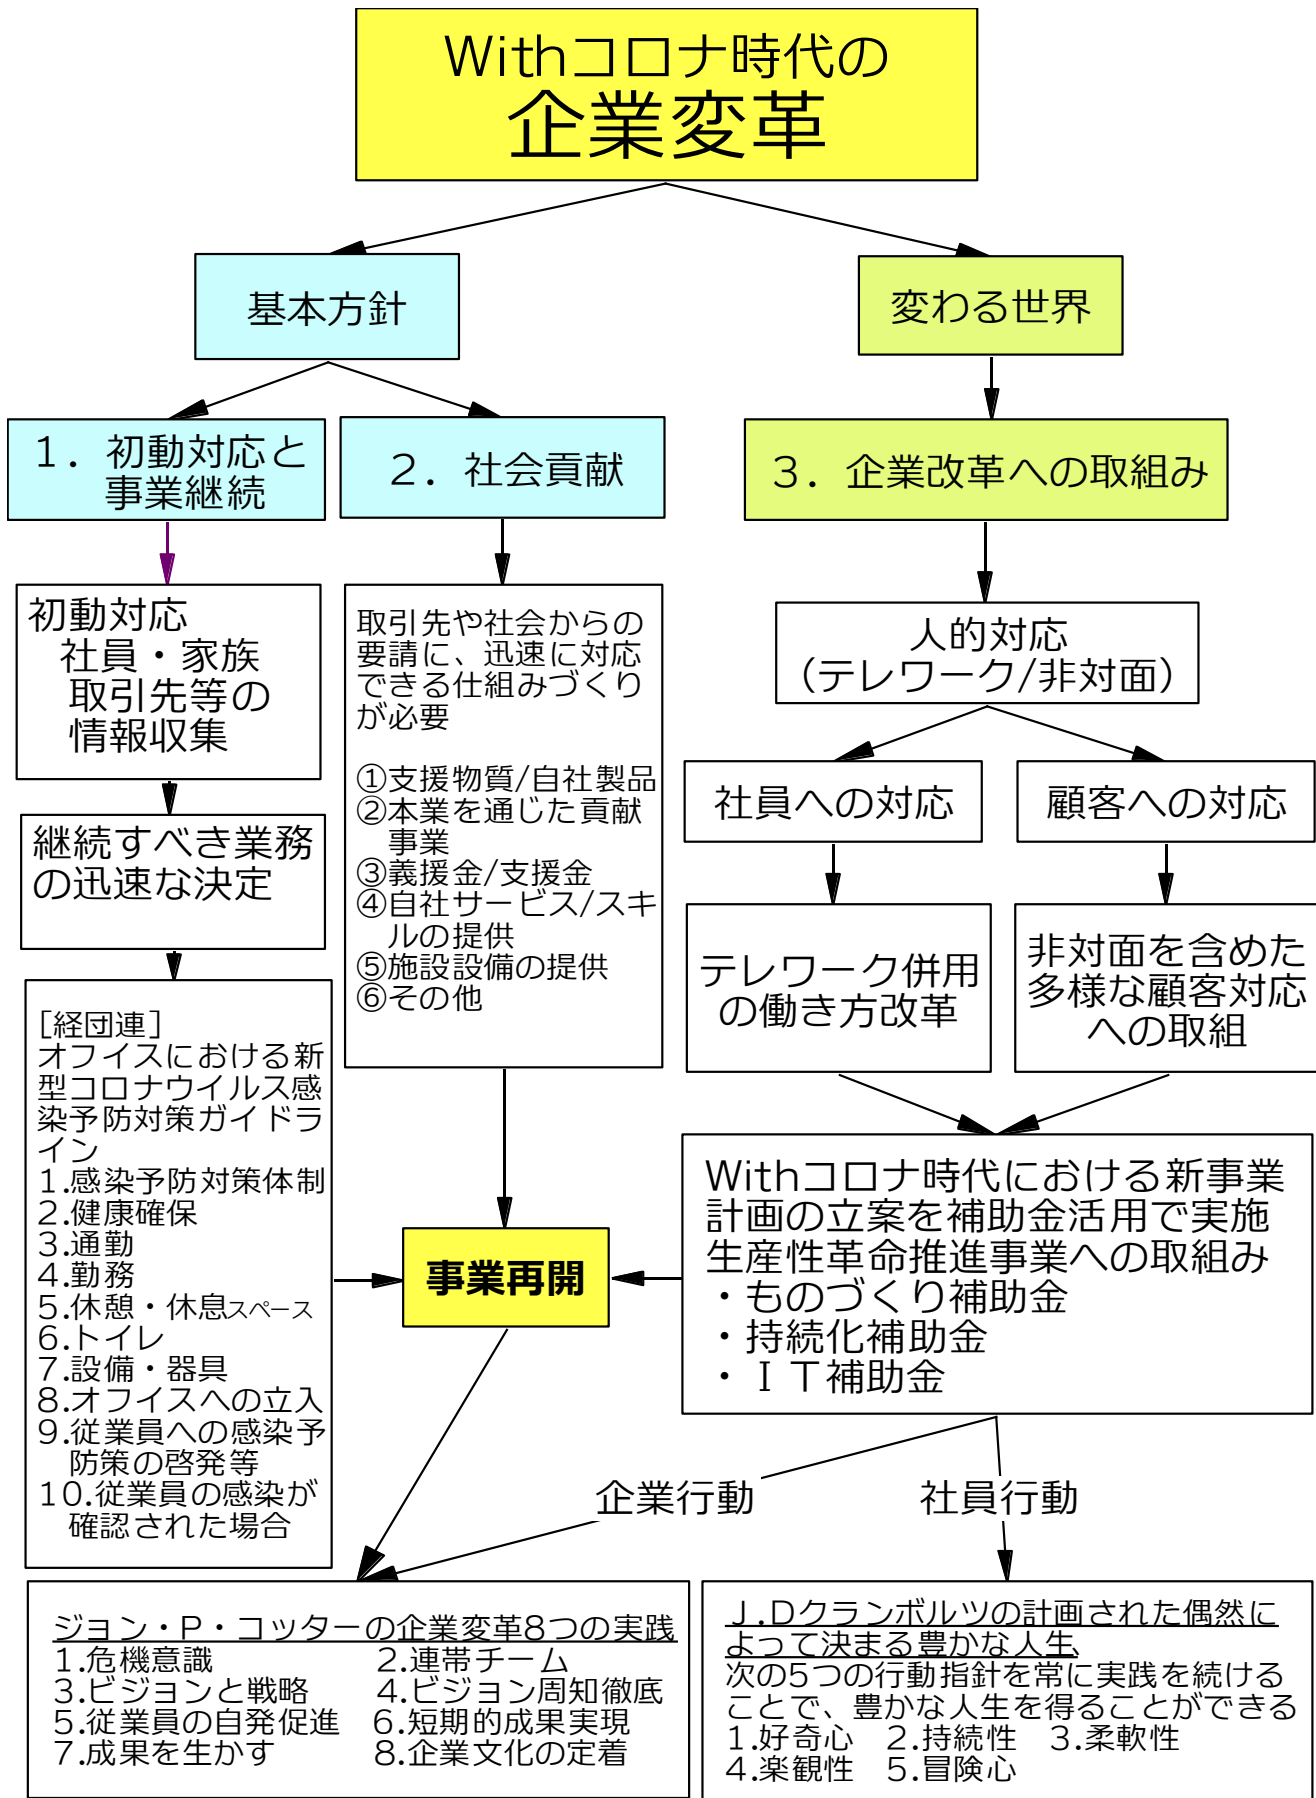 Withコロナ時代の
企業変革
基本方針
変わる世界
１．初動対応と
事業継続
２．社会貢献
３．企業改革への取組み
初動対応
社員・家族
取引先等の
情報収集
継続すべき業務
の迅速な決定
[経団連]
オフイスにおける新
型コロナウイルス感
染予防対策ガイドラ
イン
1.感染予防対策体制
2.健康確保
3.通勤
4.勤務
5.休憩・休息スペース
6.トイレ
7.設備・器具
8.オフイスへの立入
9.従業員への感染予
防策の啓発等
10.従業員の感染が
確認された場合
取引先や社会からの
要請に、迅速に対応
できる仕組みづくり
が必要
①支援物質/自社製品
②本業を通じた貢献
事業
③義援金/支援金
④自社サービス/スキ
ルの提供
⑤施設設備の提供
⑥その他
人的対応
（テレワーク/非対面）
社員への対応
顧客への対応
テレワーク併用
の働き方改革
非対面を含めた
多様な顧客対応
への取組
Withコロナ時代における新事業
計画の立案を補助金活用で実施
生産性革命推進事業への取組み
・ものづくり補助金
・持続化補助金
・ＩＴ補助金
事業再開
企業行動
社員行動
ジョン・P・コッターの企業変革8つの実践
1.危機意識 2.連帯チーム
3.ビジョンと戦略 4.ビジョン周知徹底
5.従業員の自発促進 6.短期的成果実現
7.成果を生かす 8.企業文化の定着
J.Dクランボルツの計画された偶然に
よって決まる豊かな人生
次の5つの行動指針を常に実践を続ける
ことで、豊かな人生を得ることができる
1.好奇心 2.持続性 3.柔軟性
4.楽観性 5.冒険心